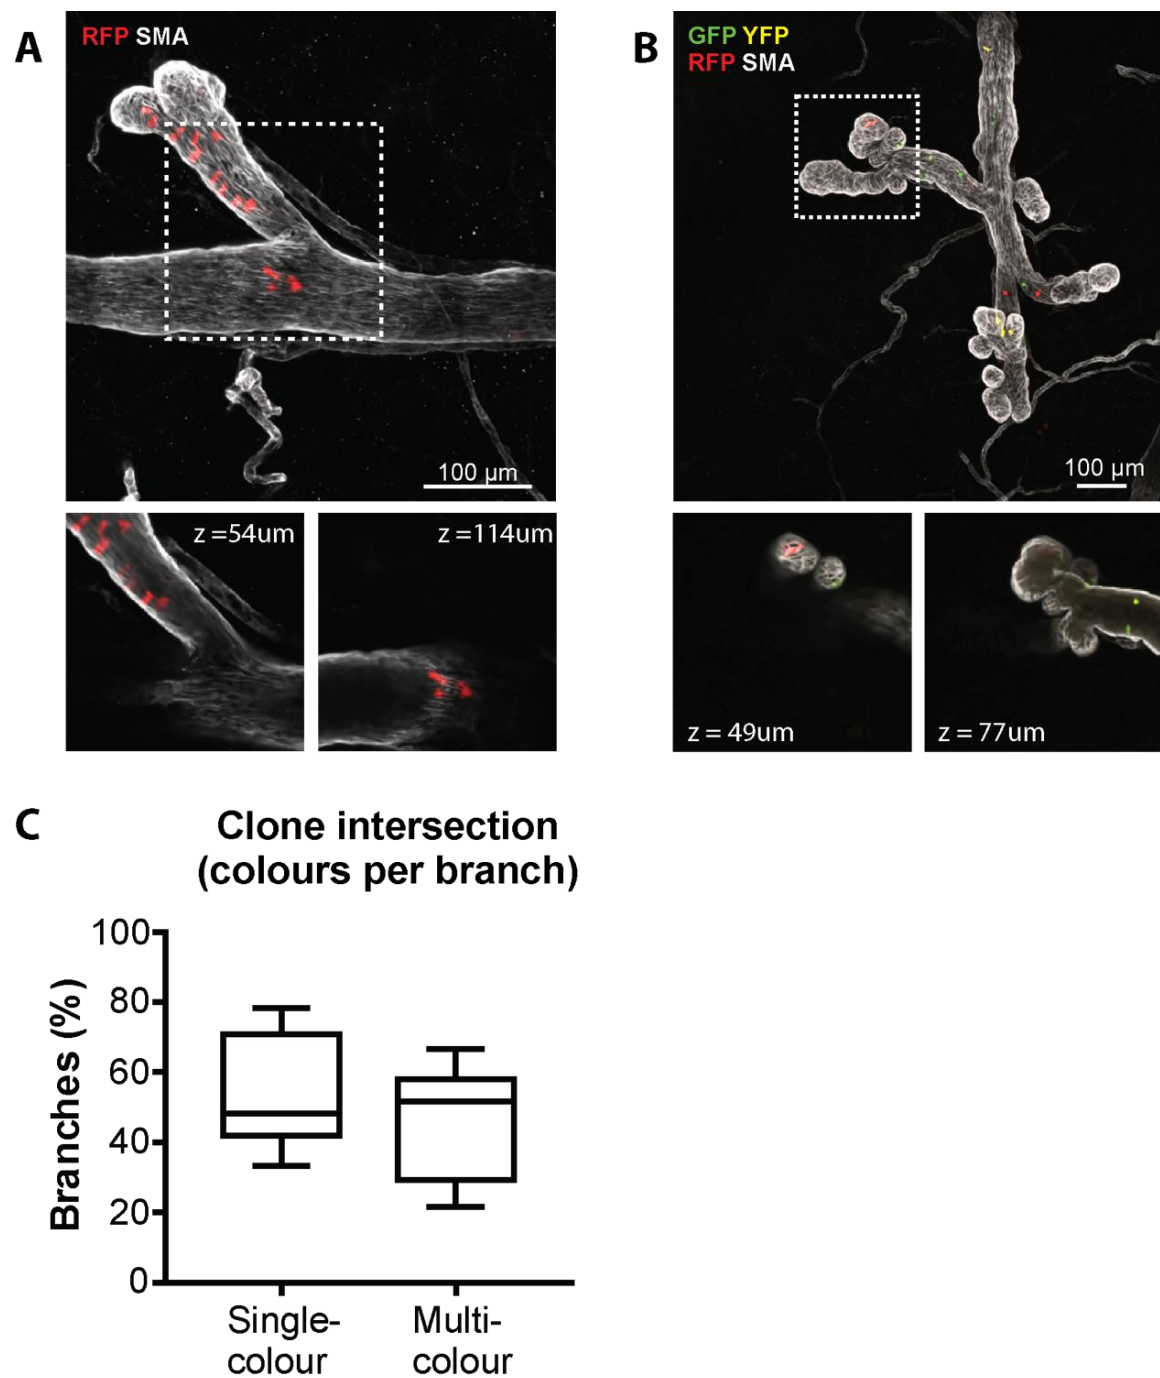 A
RFP SMA
100 µm
z =54um
z =114um
B
GFP YFP
RFP SMA
100 µm
z = 49um
z = 77um
C
Clone intersection
(colours per branch)
Branches (%)
100
80
60
40
20
0
Single-
colour
Multi-
colour